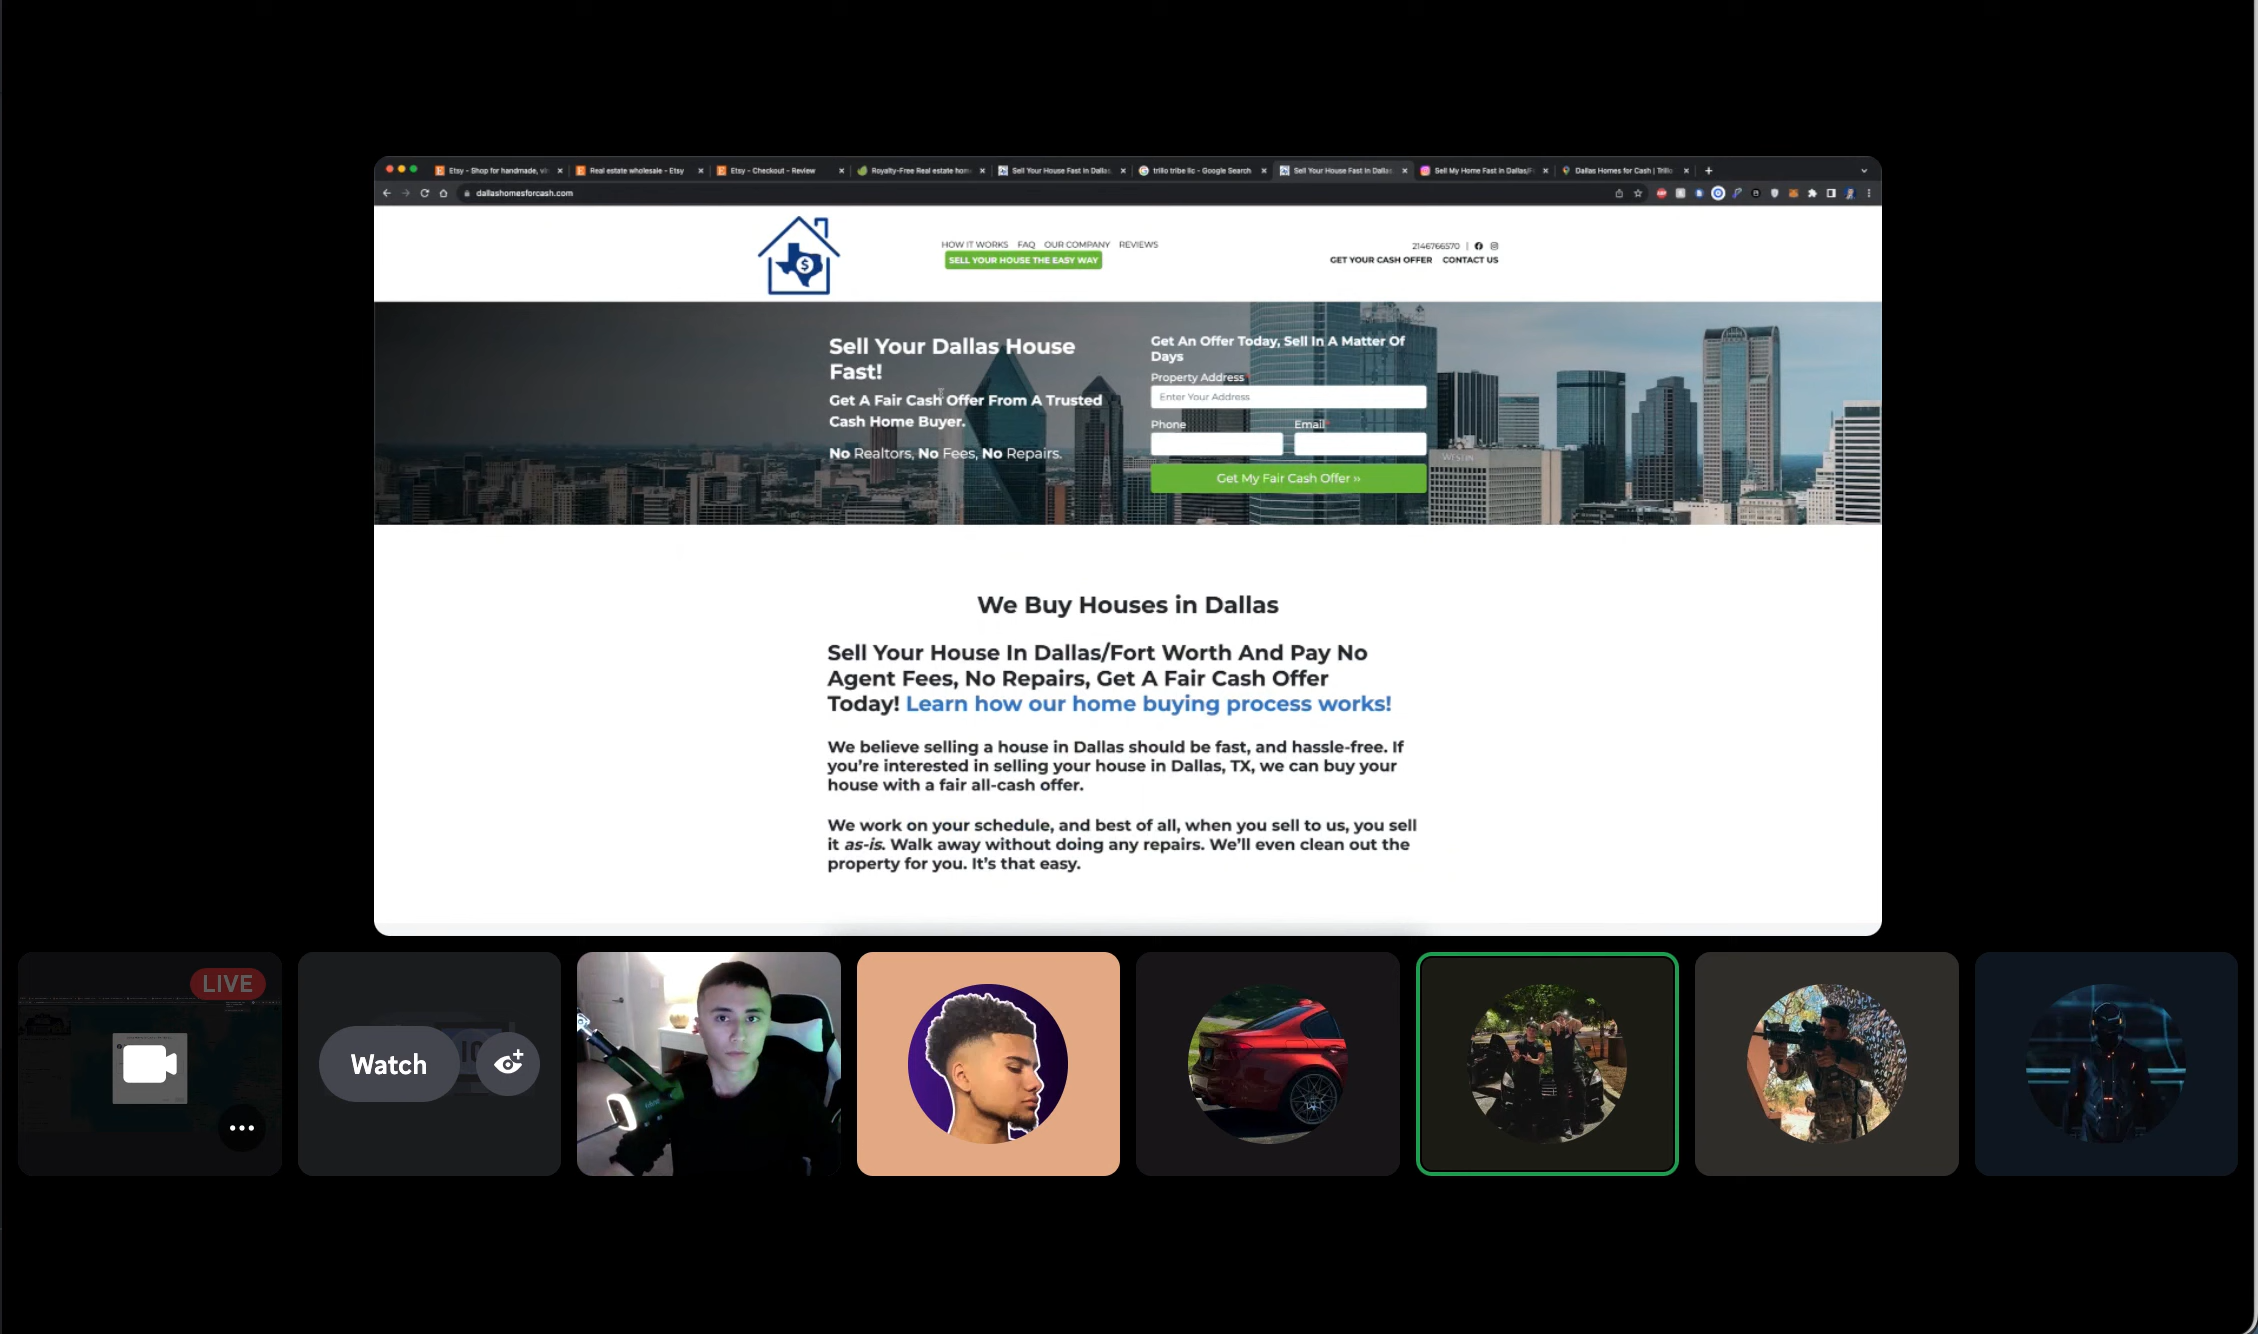 Etsy - Shop for handmade, vi
Real estate wholesale - Etsy
Etsy - Checkout - Review
Royalty-Free Real estate hom
Sell Your House Fast In Dallas
trillo tribe llc - Google Search
Sell Your House Fast In Dallas
Sell My Home Fast in Dallas/F
Dallas Homes for Cash | Trillo
dallashomesforcash.com
HOW IT WORKS FAQ OUR COMPANY REVIEWS
SELL YOUR HOUSE THE EASY WAY
2146766570 |
GET YOUR CASH OFFER CONTACT US
$
Sell Your Dallas House
Fast!
Get A Fair Cash Offer From A Trusted
Cash Home Buyer.
No Realtors, No Fees, No Repairs.
Get An Offer Today, Sell In A Matter Of
Days
Property Address
Enter Your Address
Phone Email
Get My Fair Cash Offer »
WESTIN
We Buy Houses in Dallas
Sell Your House In Dallas/Fort Worth And Pay No
Agent Fees, No Repairs, Get A Fair Cash Offer
Today! Learn how our home buying process works!
We believe selling a house in Dallas should be fast, and hassle-free. If
you're interested in selling your house in Dallas, TX, we can buy your
house with a fair all-cash offer.
We work on your schedule, and best of all, when you sell to us, you sell
it as-is. Walk away without doing any repairs. We'll even clean out the
property for you. It's that easy.
LIVE
Watch